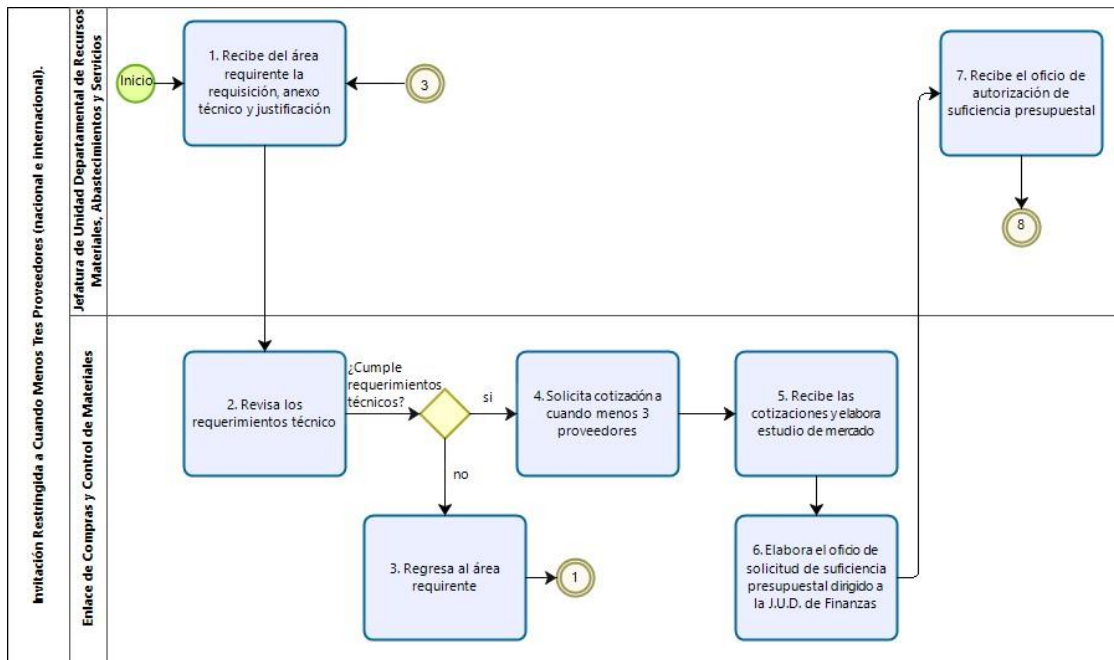 Invitación Restringida a Cuando Menos Tres Proveedores (nacional e internacional).
Jefatura de Unidad Departamental de Recursos
Materiales, Abastecimientos y Servicios
Inicio
1. Recibe del área
requirente la
requisición, anexo
técnico y justificación
3
7. Recibe el oficio de
autorización de
suficiencia presupuestal
8
Enlace de Compras y Control de Materiales
2. Revisa los
requerimientos técnico
¿Cumple
requerimientos
técnicos?
si
no
4. Solicita cotización a
cuando menos 3
proveedores
5. Recibe las
cotizaciones y elabora
estudio de mercado
3. Regresa al área
requirente
1
6. Elabora el oficio de
solicitud de suficiencia
presupuestal dirigido a
la J.U.D. de Finanzas